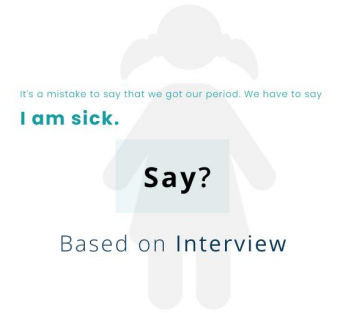 It's a mistake to say that we got our period. We have to say
I am sick.
Say?
Based on Interview